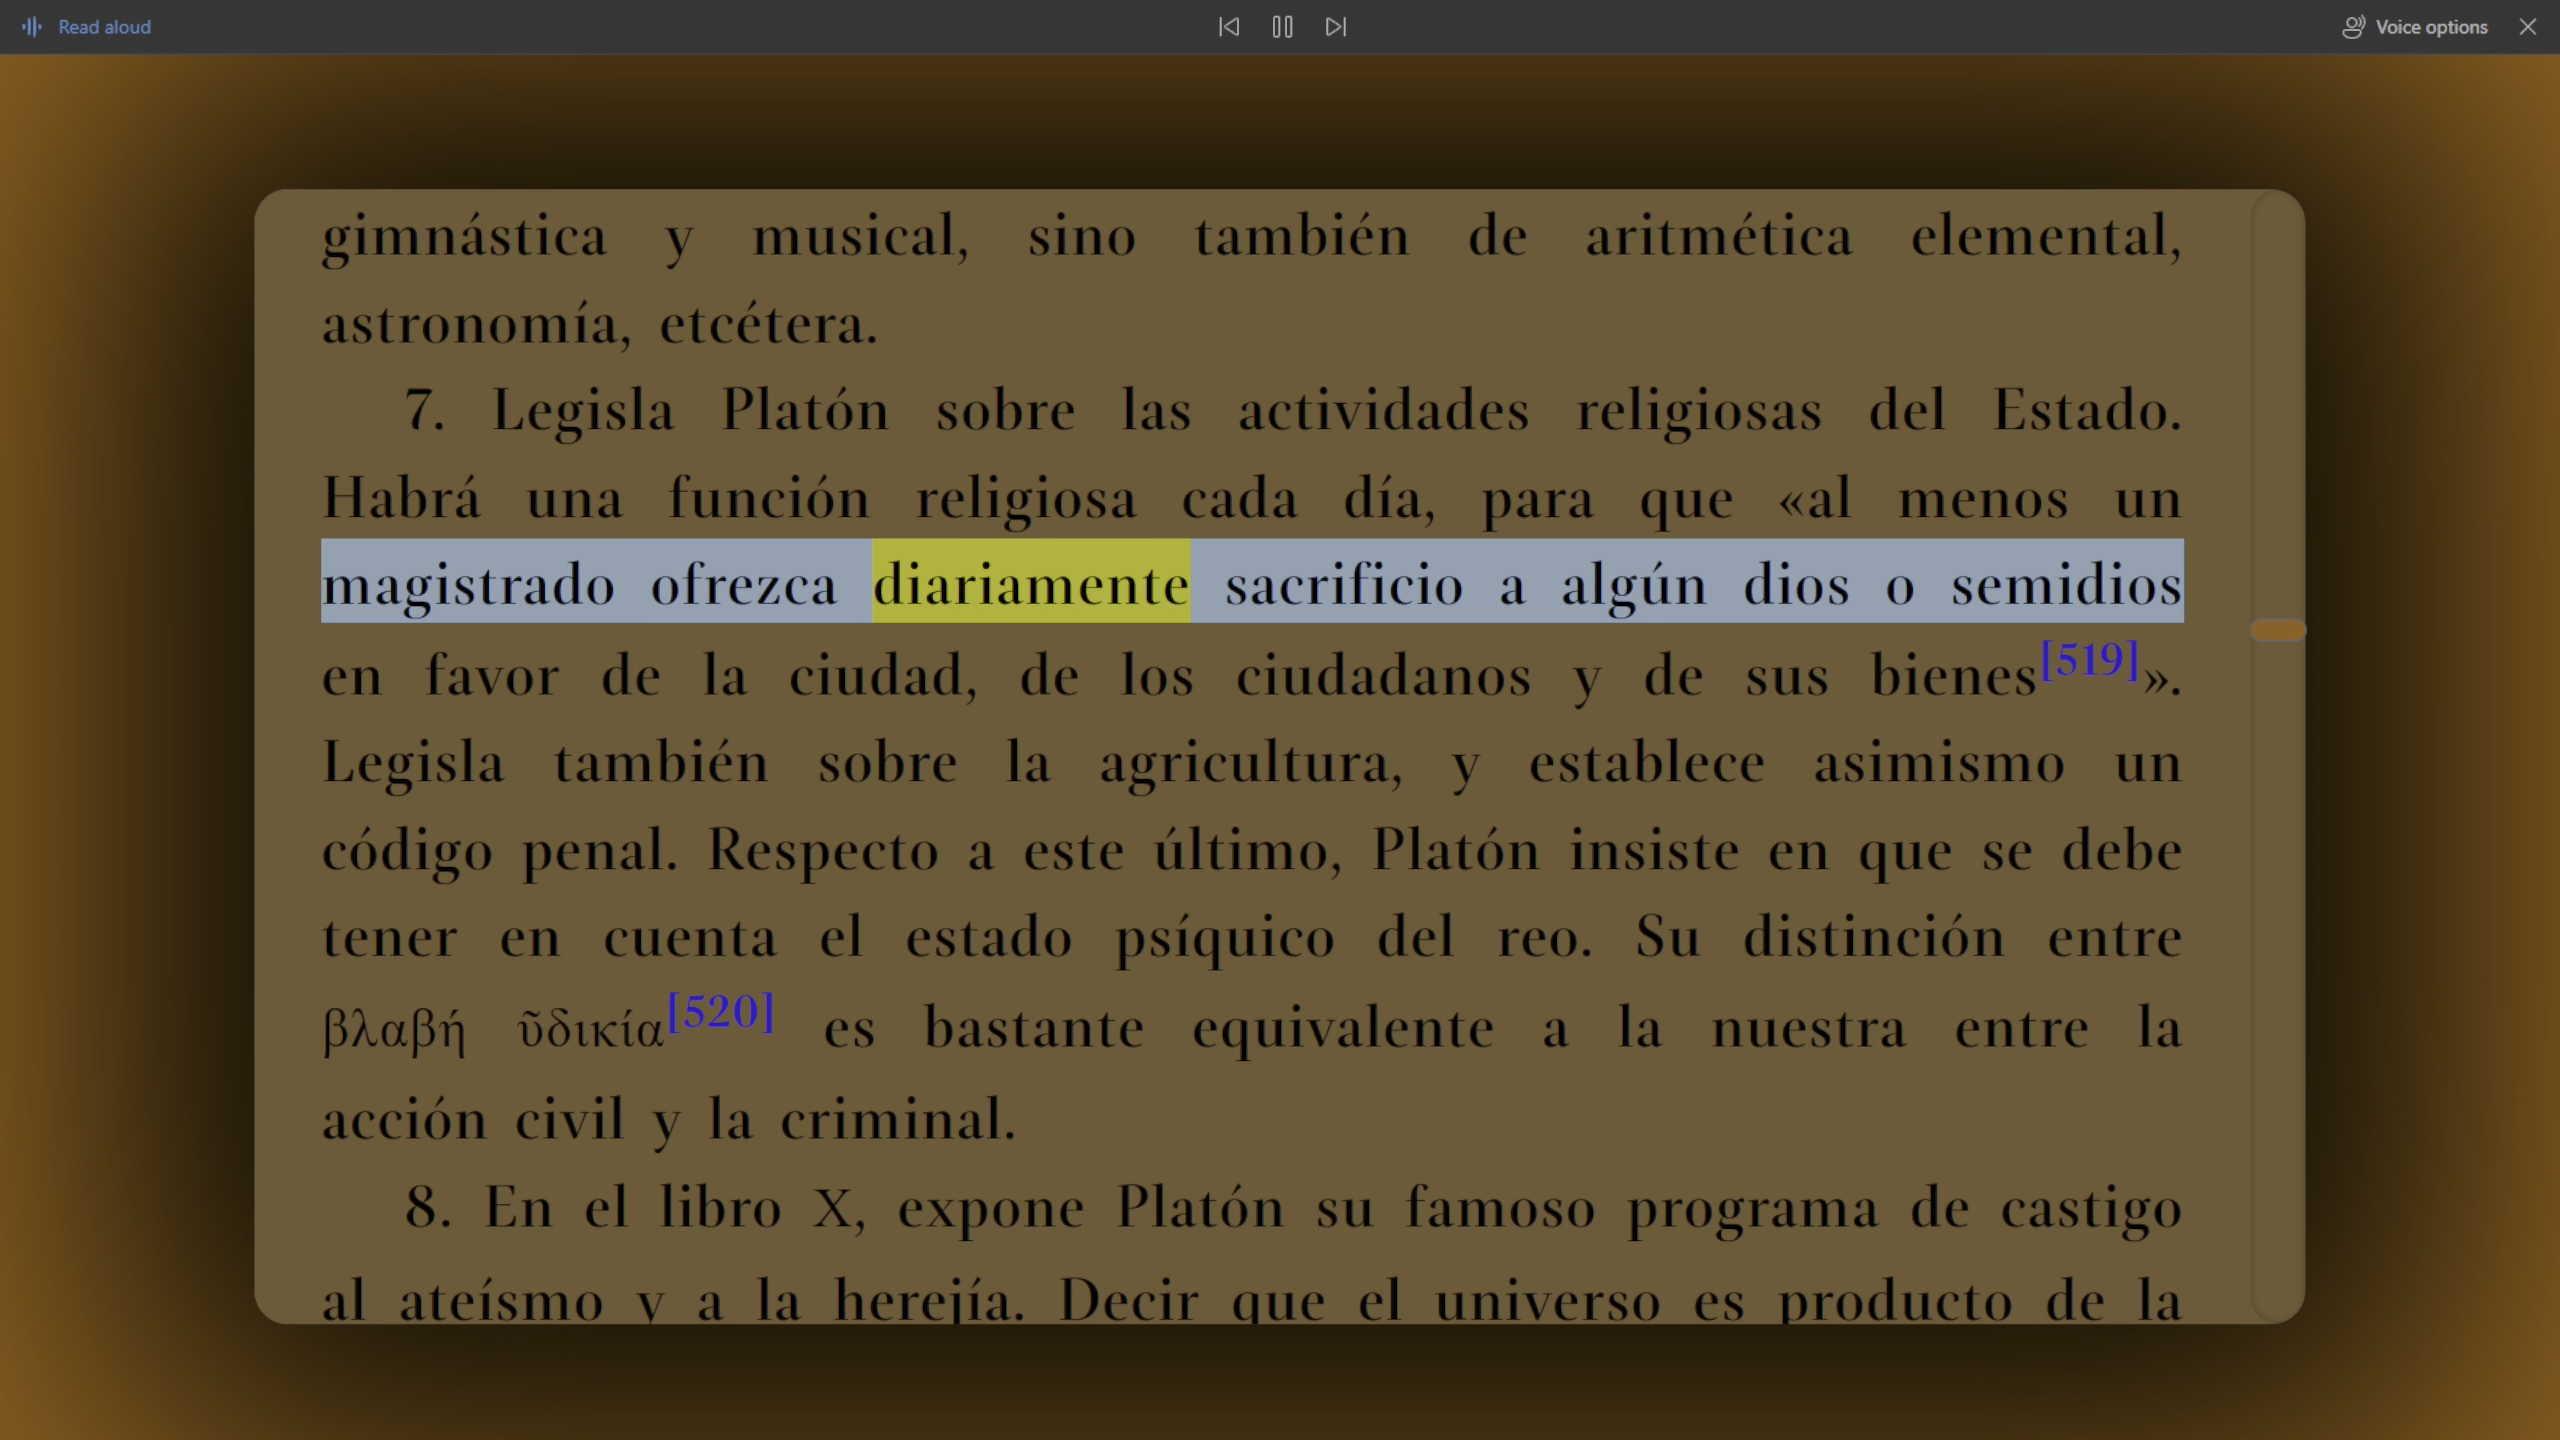 Read aloud
Voice options
gimnástica y musical, sino también de aritmética elemental,
astronomía, etcétera.
7. Legisla Platón sobre las actividades religiosas del Estado.
Habrá una función religiosa cada día, para que «al menos un
magistrado ofrezca diariamente sacrificio a algún dios o semidios
en favor de la ciudad, de los ciudadanos y de sus bienes[519]».
Legisla también sobre la agricultura, y establece asimismo un
código penal. Respecto a este último, Platón insiste en que se debe
tener en cuenta el estado psíquico del reo. Su distinción entre
βλαβή ῦδικία[520] es bastante equivalente a la nuestra entre la
acción civil y la criminal.
8. En el libro X, expone Platón su famoso programa de castigo
al ateísmo y a la herejía. Decir que el universo es producto de la